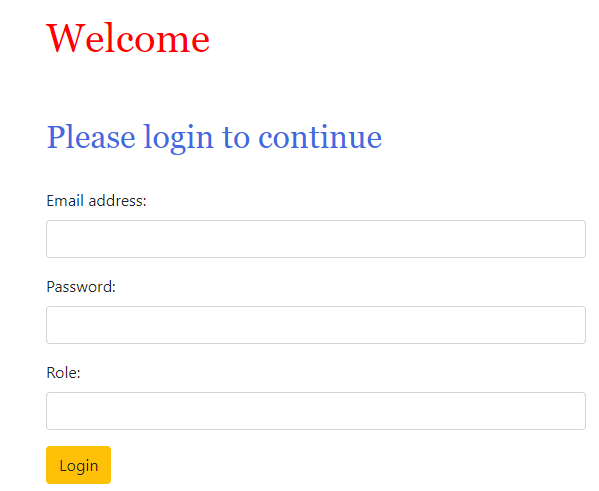 Welcome
Please login to continue
Email address:
Password:
Role:
Login